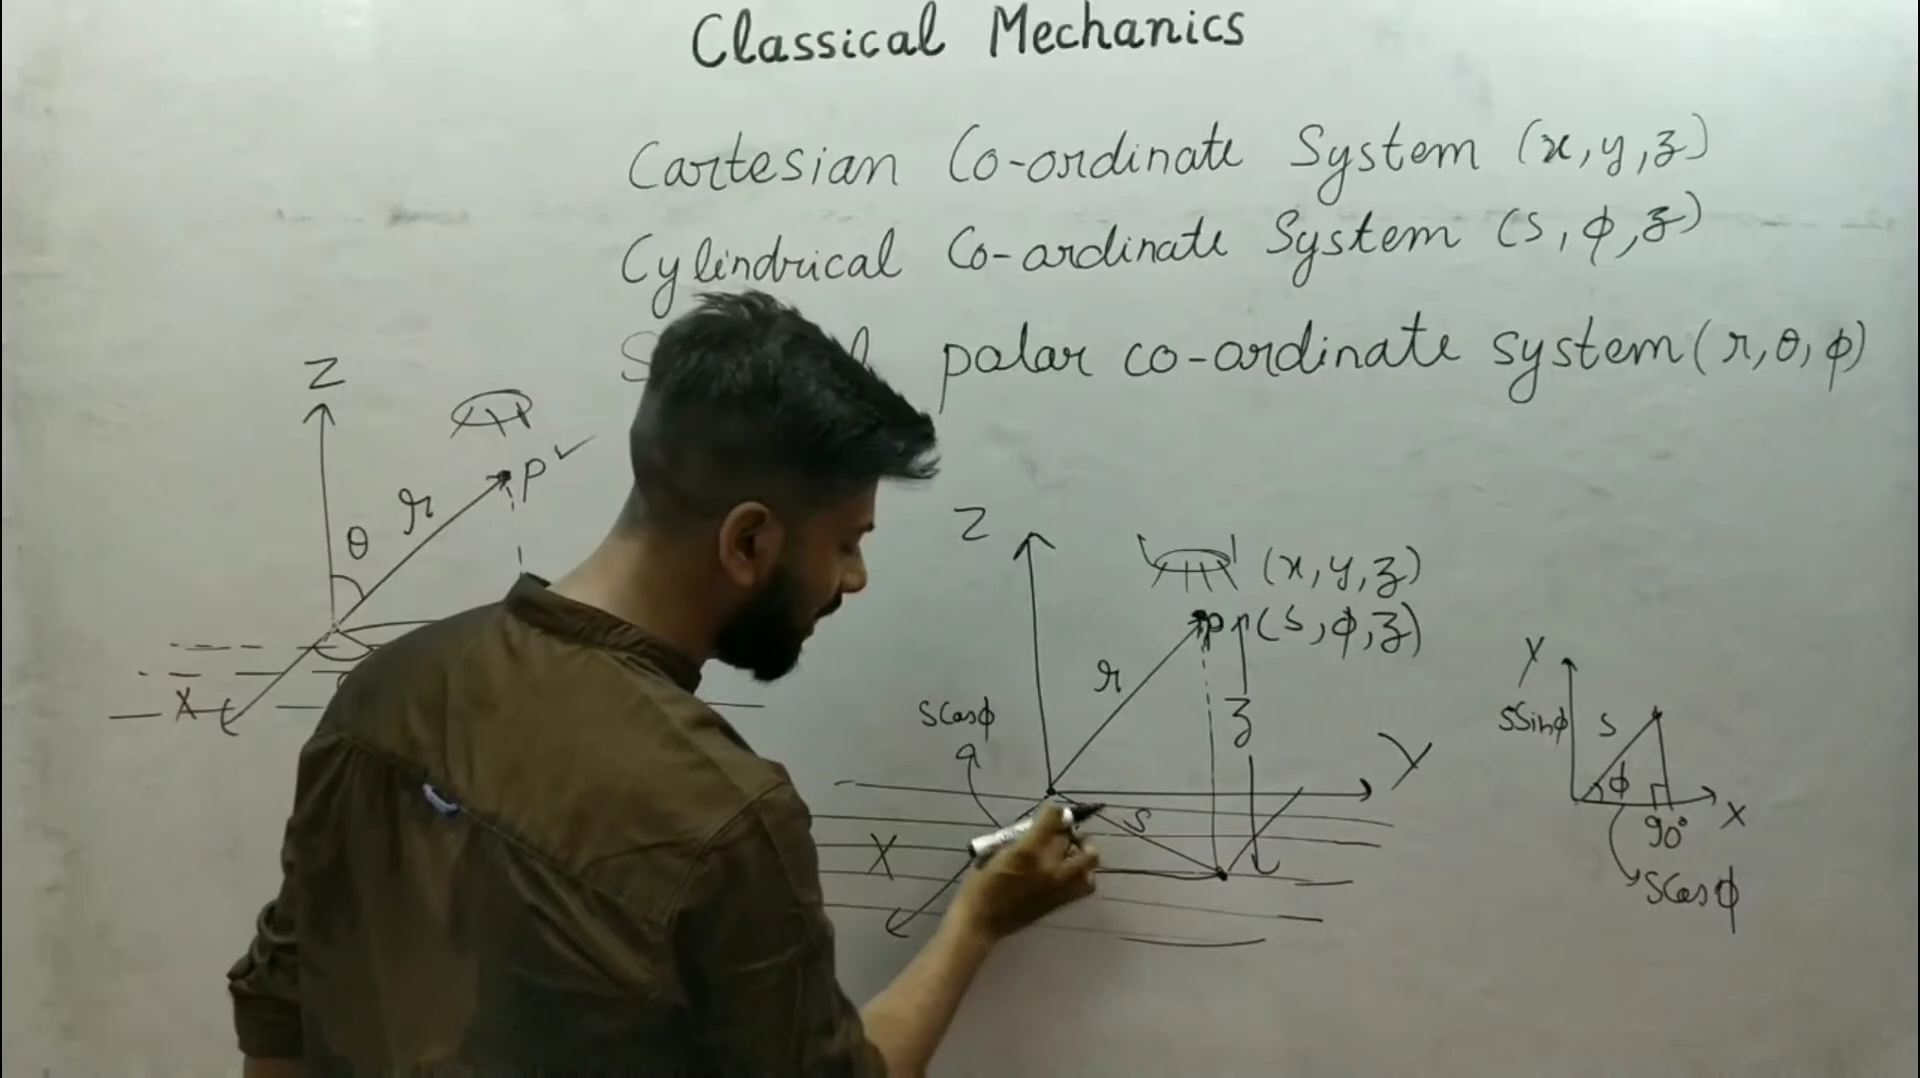 Classical Mechanics
Cartesian Co-ordinate System (x, y, z)
Cylindrical Co-ordinate System (s, ϕ, z)
polar co-ordinate system (r, θ, ϕ)
Z
P
r
θ
X
Z
(x, y, z)
P (s, ϕ, z)
r
z
SCosϕ
Y
s
X
Y
SSinϕ
s
ϕ
X
90°
SCosϕ